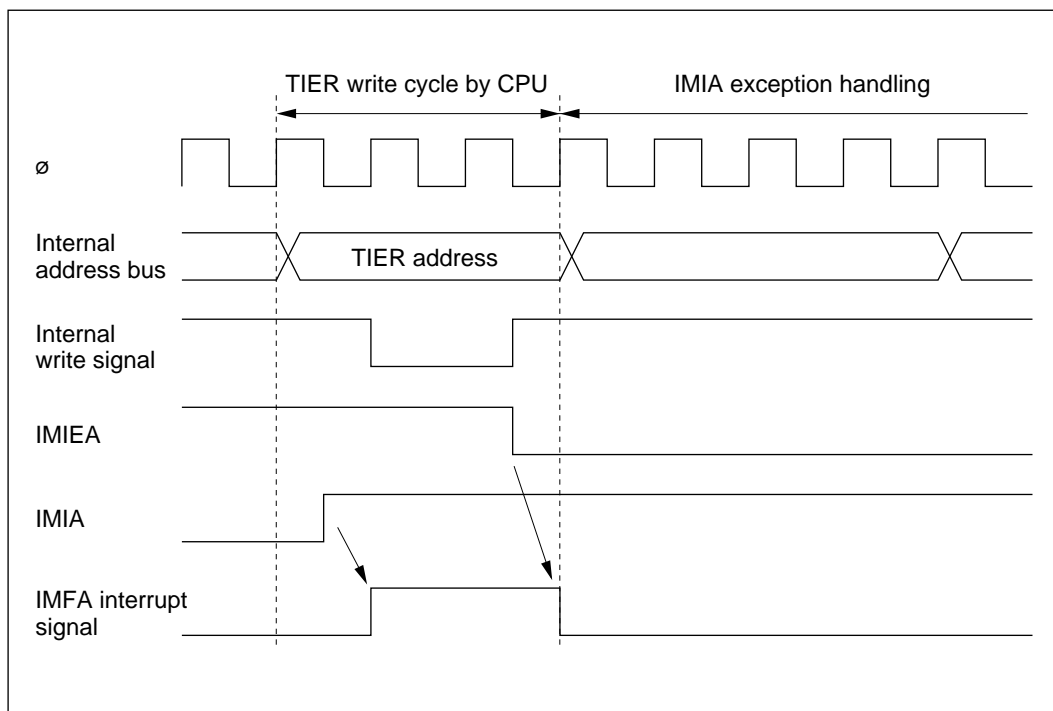 TIER write cycle by CPU
IMIA exception handling
ø
Internal
address bus
TIER address
Internal
write signal
IMIEA
IMIA
IMFA interrupt
signal